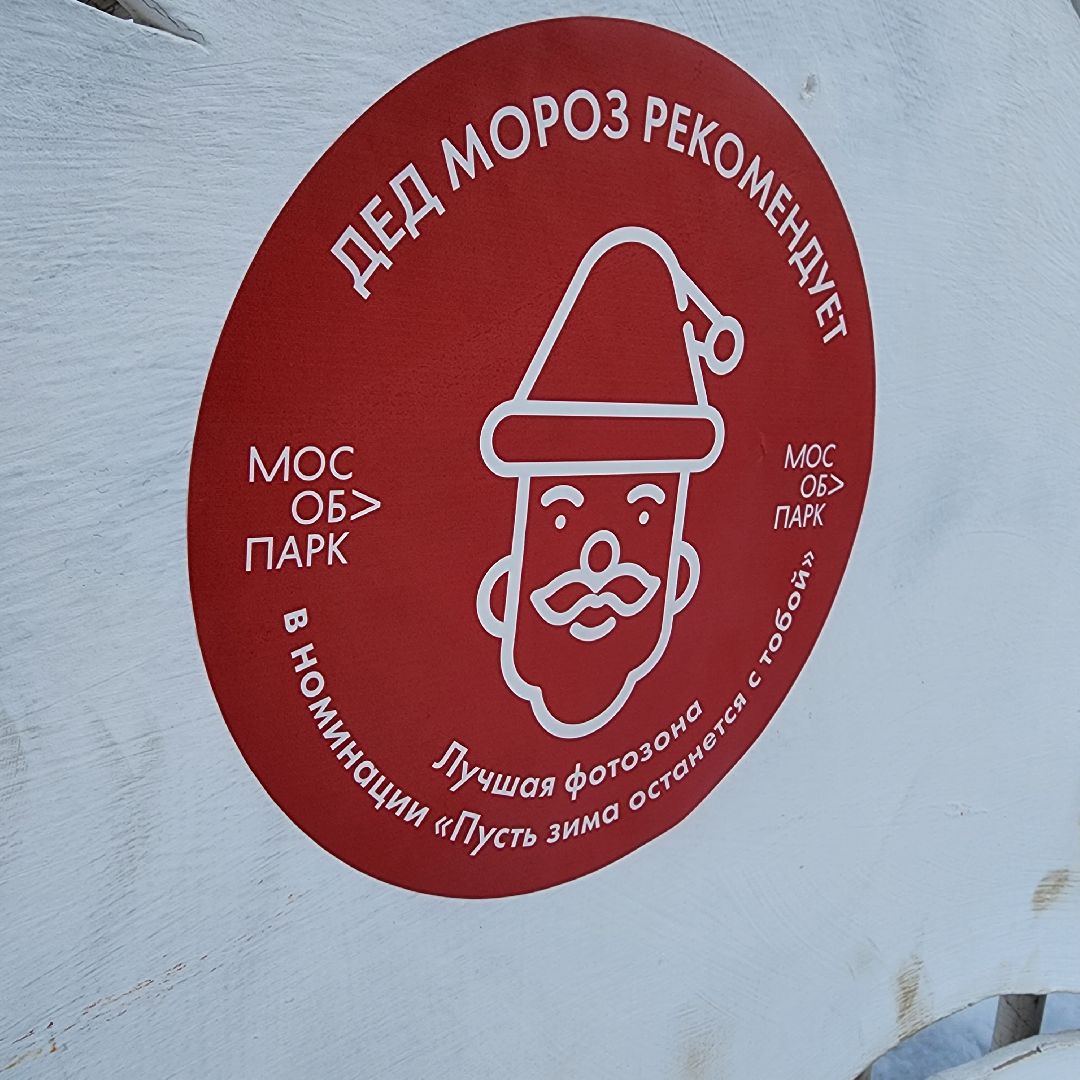 ДЕД МОРОЗ РЕКОМЕНДУЕТ
МОС
ОБ>
ПАРК
МОС
ОБ>
ПАРК
Лучшая фотозона
в номинации «Пусть зима останется с тобой»